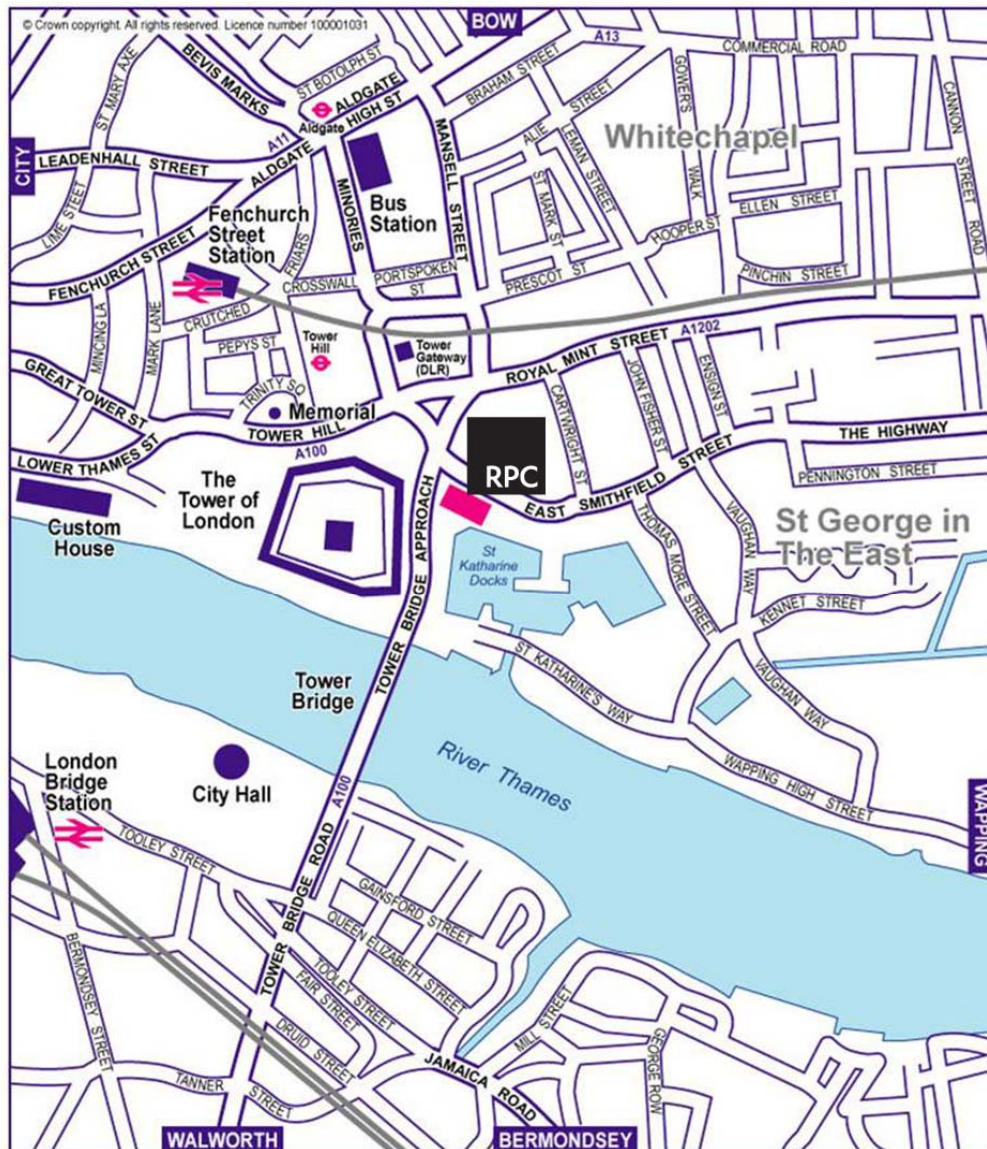 © Crown copyright. All rights reserved. Licence number 100001031
BOW
A13
COMMERCIAL ROAD
ST MARY AXE
BEVIS MARKS
ST BOTOLPH ST
ALDGATE
HIGH ST
Aldgate
BRAHAM STREET
GOWER'S
WALK
CANNON
STREET ROAD
CITY
LEADENHALL STREET
A11
ALDGATE
MANSELL STREET
ALIE STREET
EMAN STREET
Whitechapel
LIME STEET
MINORIES
Bus
Station
ST MARK ST
ELLEN STREET
HOOPER ST
Fenchurch
Street
Station
FENCHURCH STREET
FRIARS
CROSSWALL
PORTSPOKEN
ST
PRESCOT ST
PINCHIN STREET
MINCING LA
MARK LANE
CRUTCHED
PEPYS ST
Tower
Hill
Tower
Gateway
(DLR)
ROYAL MINT STREET
A1202
GREAT TOWER ST
TRINITY SQ
Memorial
TOWER HILL
A100
CARTWRIGHT ST
JOHN FISHER ST
ENSIGN ST
THE HIGHWAY
LOWER THAMES ST
RPC
EAST SMITHFIELD STREET
PENNINGTON STREET
Custom
House
The
Tower of
London
TOWER BRIDGE APPROACH
St
Katharine
Docks
THOMAS MORE STREET
VAUGHAN WAY
St George in
The East
KENNET STREET
ST KATHARINE'S WAY
VAUGHAN WAY
Tower
Bridge
River Thames
WAPPING HIGH STREET
WAPPING
London
Bridge
Station
City Hall
A100
TOOLEY STREET
TOWER BRIDGE ROAD
GAINSFORD STREET
QUEEN ELIZABETH STREET
TOOLEY STREET
FAIR STREET
BERMONDSEY STREET
DRUID STREET
JAMAICA ROAD
MILL STREET
GEORGE ROW
TANNER STREET
WALWORTH
BERMONDSEY